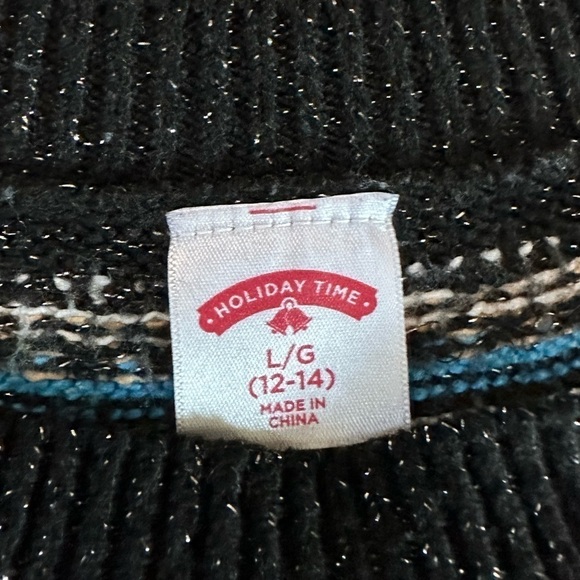 HOLIDAY TIME
L/G
(12-14)
MADE IN
CHINA